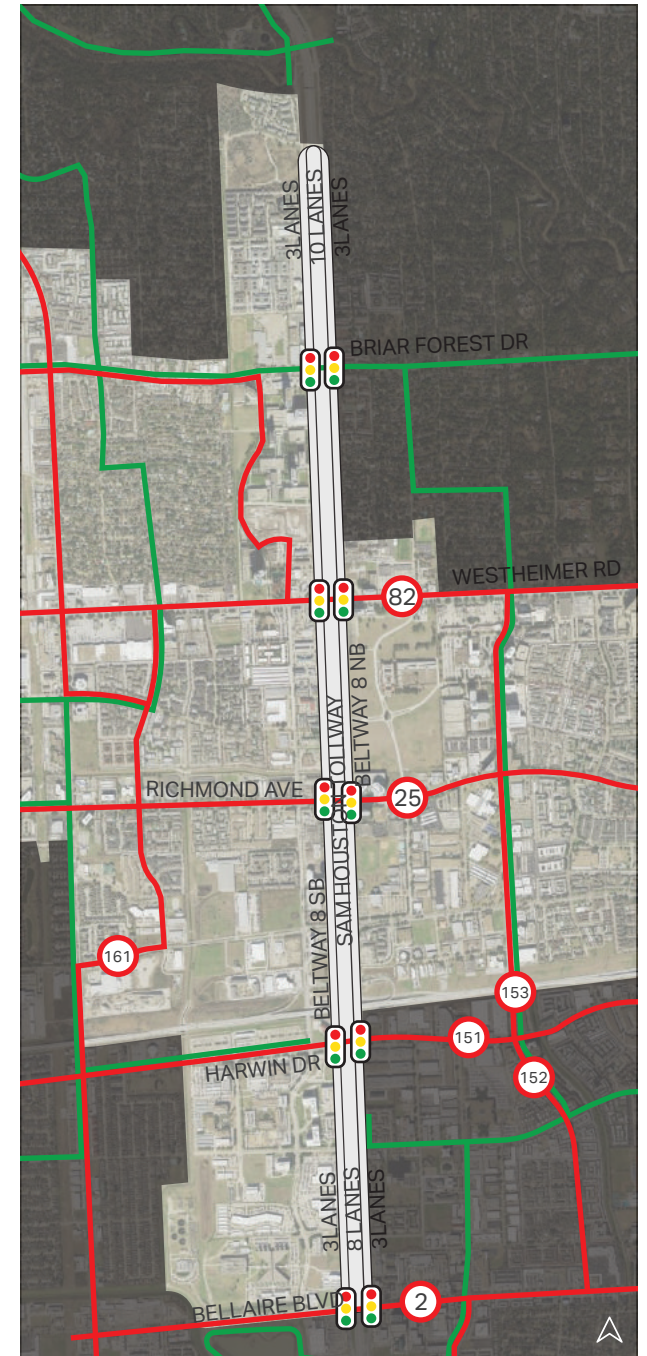 3LANES
10 LANES
3LANES
BRIAR FOREST DR
WESTHEIMER RD
82
BELTWAY 8 NB
RICHMOND AVE
25
SAM HOUSTON TOLLWAY
BELTWAY 8 SB
161
153
151
HARWIN DR
152
3LANES
8 LANES
3LANES
BELLAIRE BLVD
2